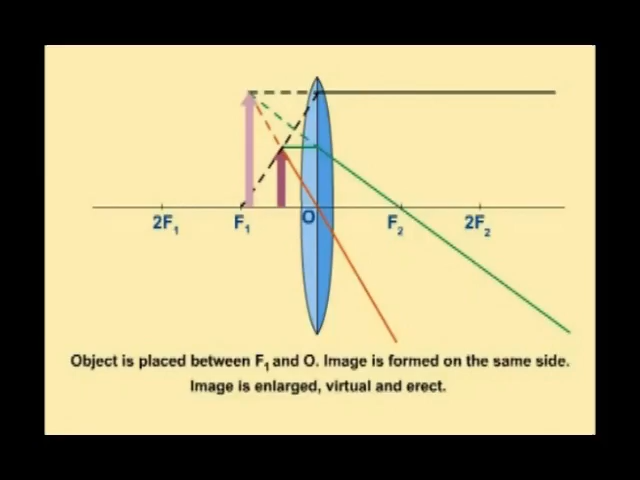 O
2F₁ F₁ F₂ 2F₂
Object is placed between F₁ and O. Image is formed on the same side.
Image is enlarged, virtual and erect.